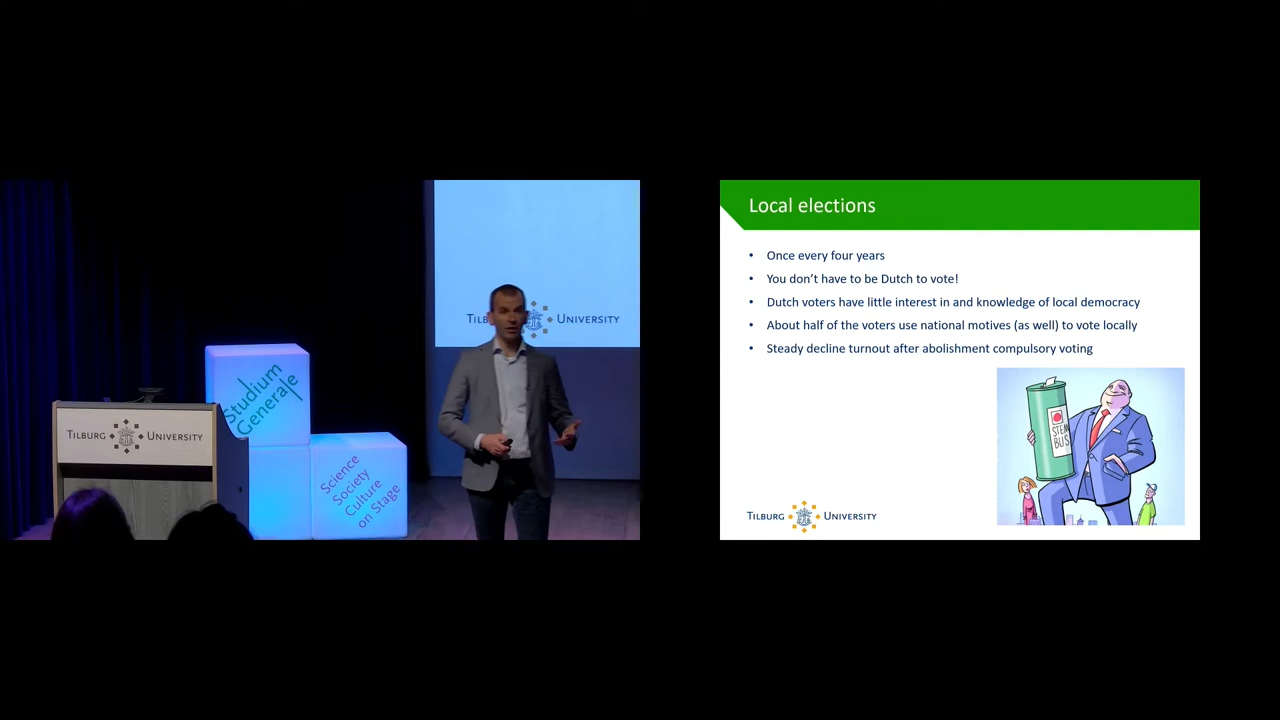 TILBURG UNIVERSITY
Studium
Generale
Science
Society
Culture
on Stage
TILBURG UNIVERSITY
Local elections
• Once every four years
• You don't have to be Dutch to vote!
• Dutch voters have little interest in and knowledge of local democracy
• About half of the voters use national motives (as well) to vote locally
• Steady decline turnout after abolishment compulsory voting
STEM
BUS
TILBURG UNIVERSITY